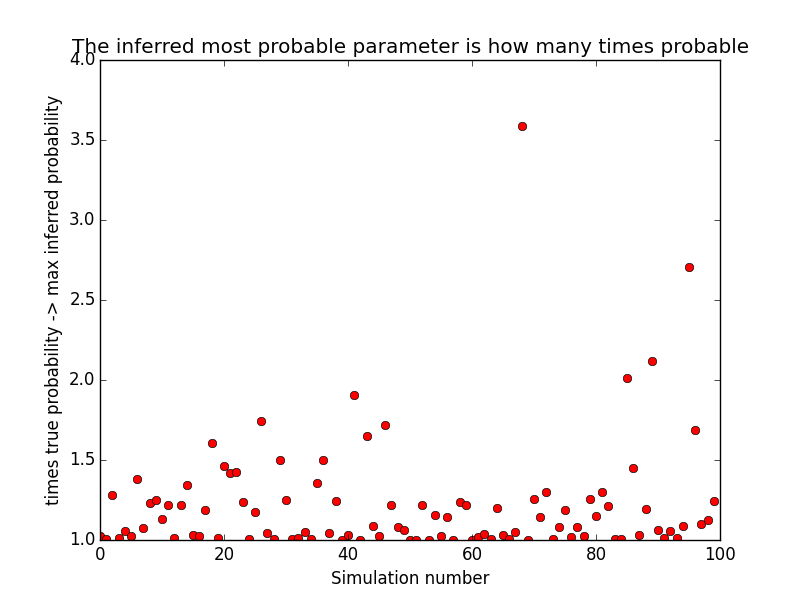 The inferred most probable parameter is how many times probable
times true probability -> max inferred probability
4.0
3.5
3.0
2.5
2.0
1.5
1.0
0 20 40 60 80 100
Simulation number